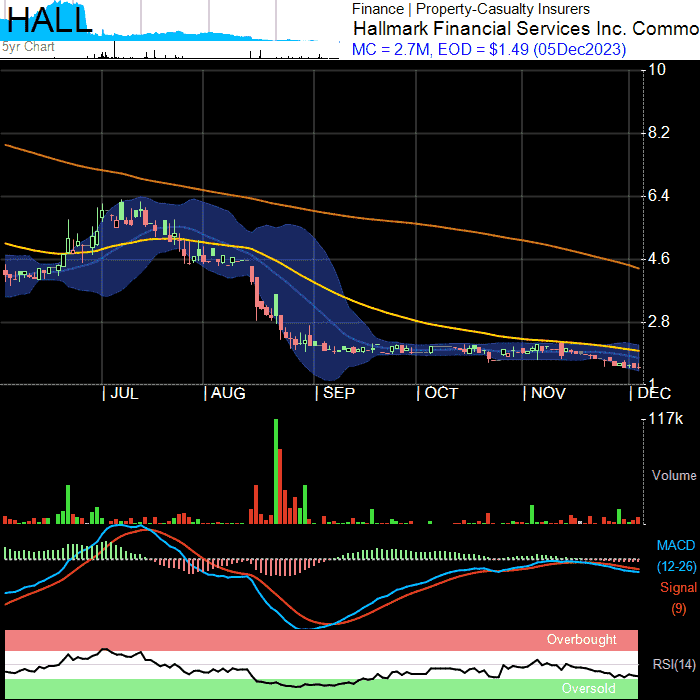 HALL
5yr Chart
Finance | Property-Casualty Insurers
Hallmark Financial Services Inc. Commo
MC = 2.7M, EOD = $1.49 (05Dec2023)
10
8.2
6.4
4.6
2.8
1
JUL AUG SEP OCT NOV DEC
117k
Volume
MACD
(12-26)
Signal
(9)
Overbought
RSI(14)
Oversold